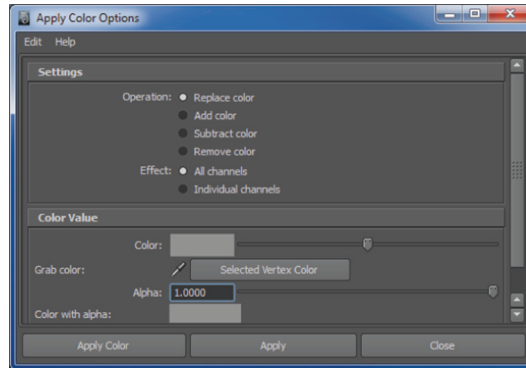 Apply Color Options
Edit Help
Settings
Operation: Replace color
Add color
Subtract color
Remove color
Effect: All channels
Individual channels
Color Value
Color:
Grab color: Selected Vertex Color
Alpha: 1.0000
Color with alpha:
Apply Color Apply Close